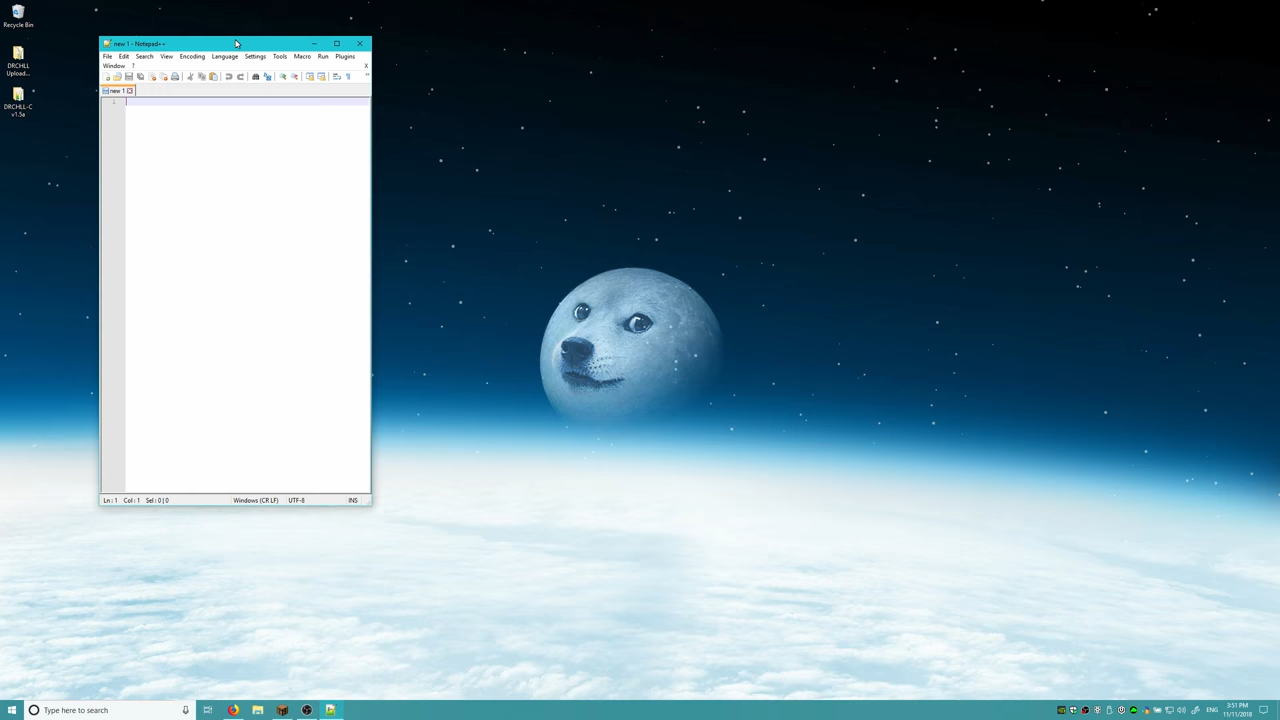 Recycle Bin
DRCHLL
Upload...
DRCHLL-C
v1.5a
new 1 - Notepad++
File Edit Search View Encoding Language Settings Tools Macro Run Plugins
Window ? X
new 1
1
Ln : 1 Col : 1 Sel : 0 | 0 Windows (CR LF) UTF-8 INS
Type here to search
ENG
3:51 PM
11/11/2018